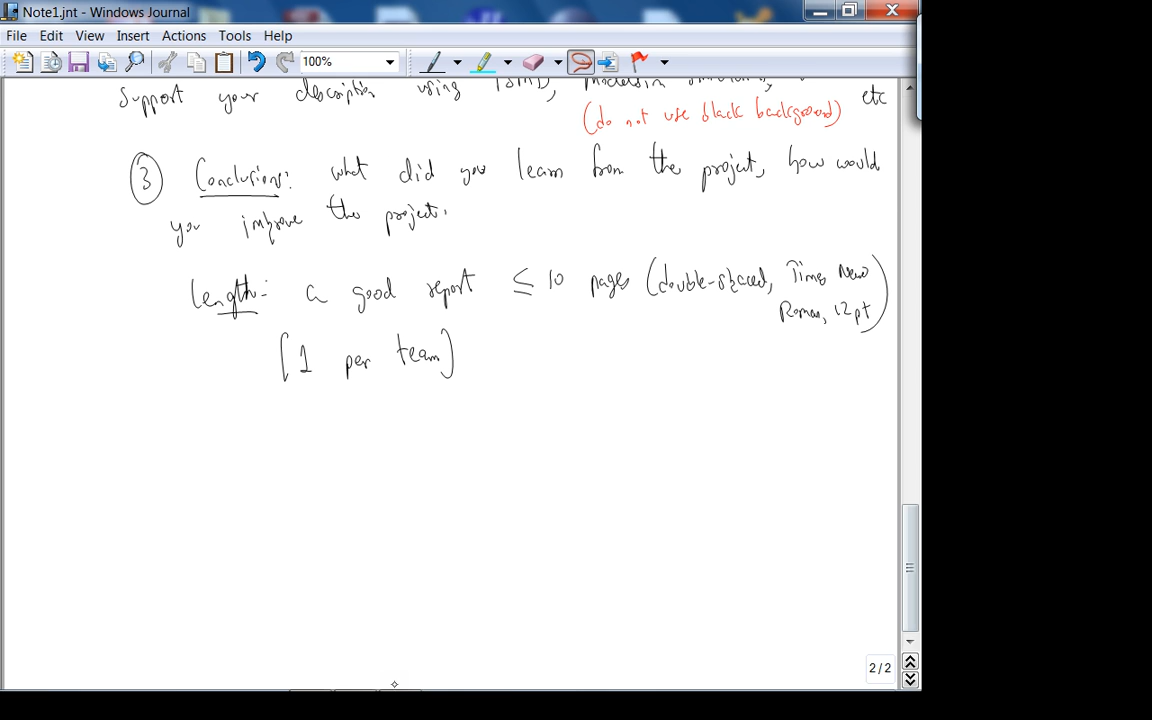 Note1.jnt - Windows Journal
File Edit View Insert Actions Tools Help
100%
Support your description using etc
(do not use black background)
3 Conclusions: what did you learn from the project, how would
you improve the project.
Length: a good report ≤ 10 pages (double-spaced, Times New
Roman, 12pt)
[1 per team]
2/2